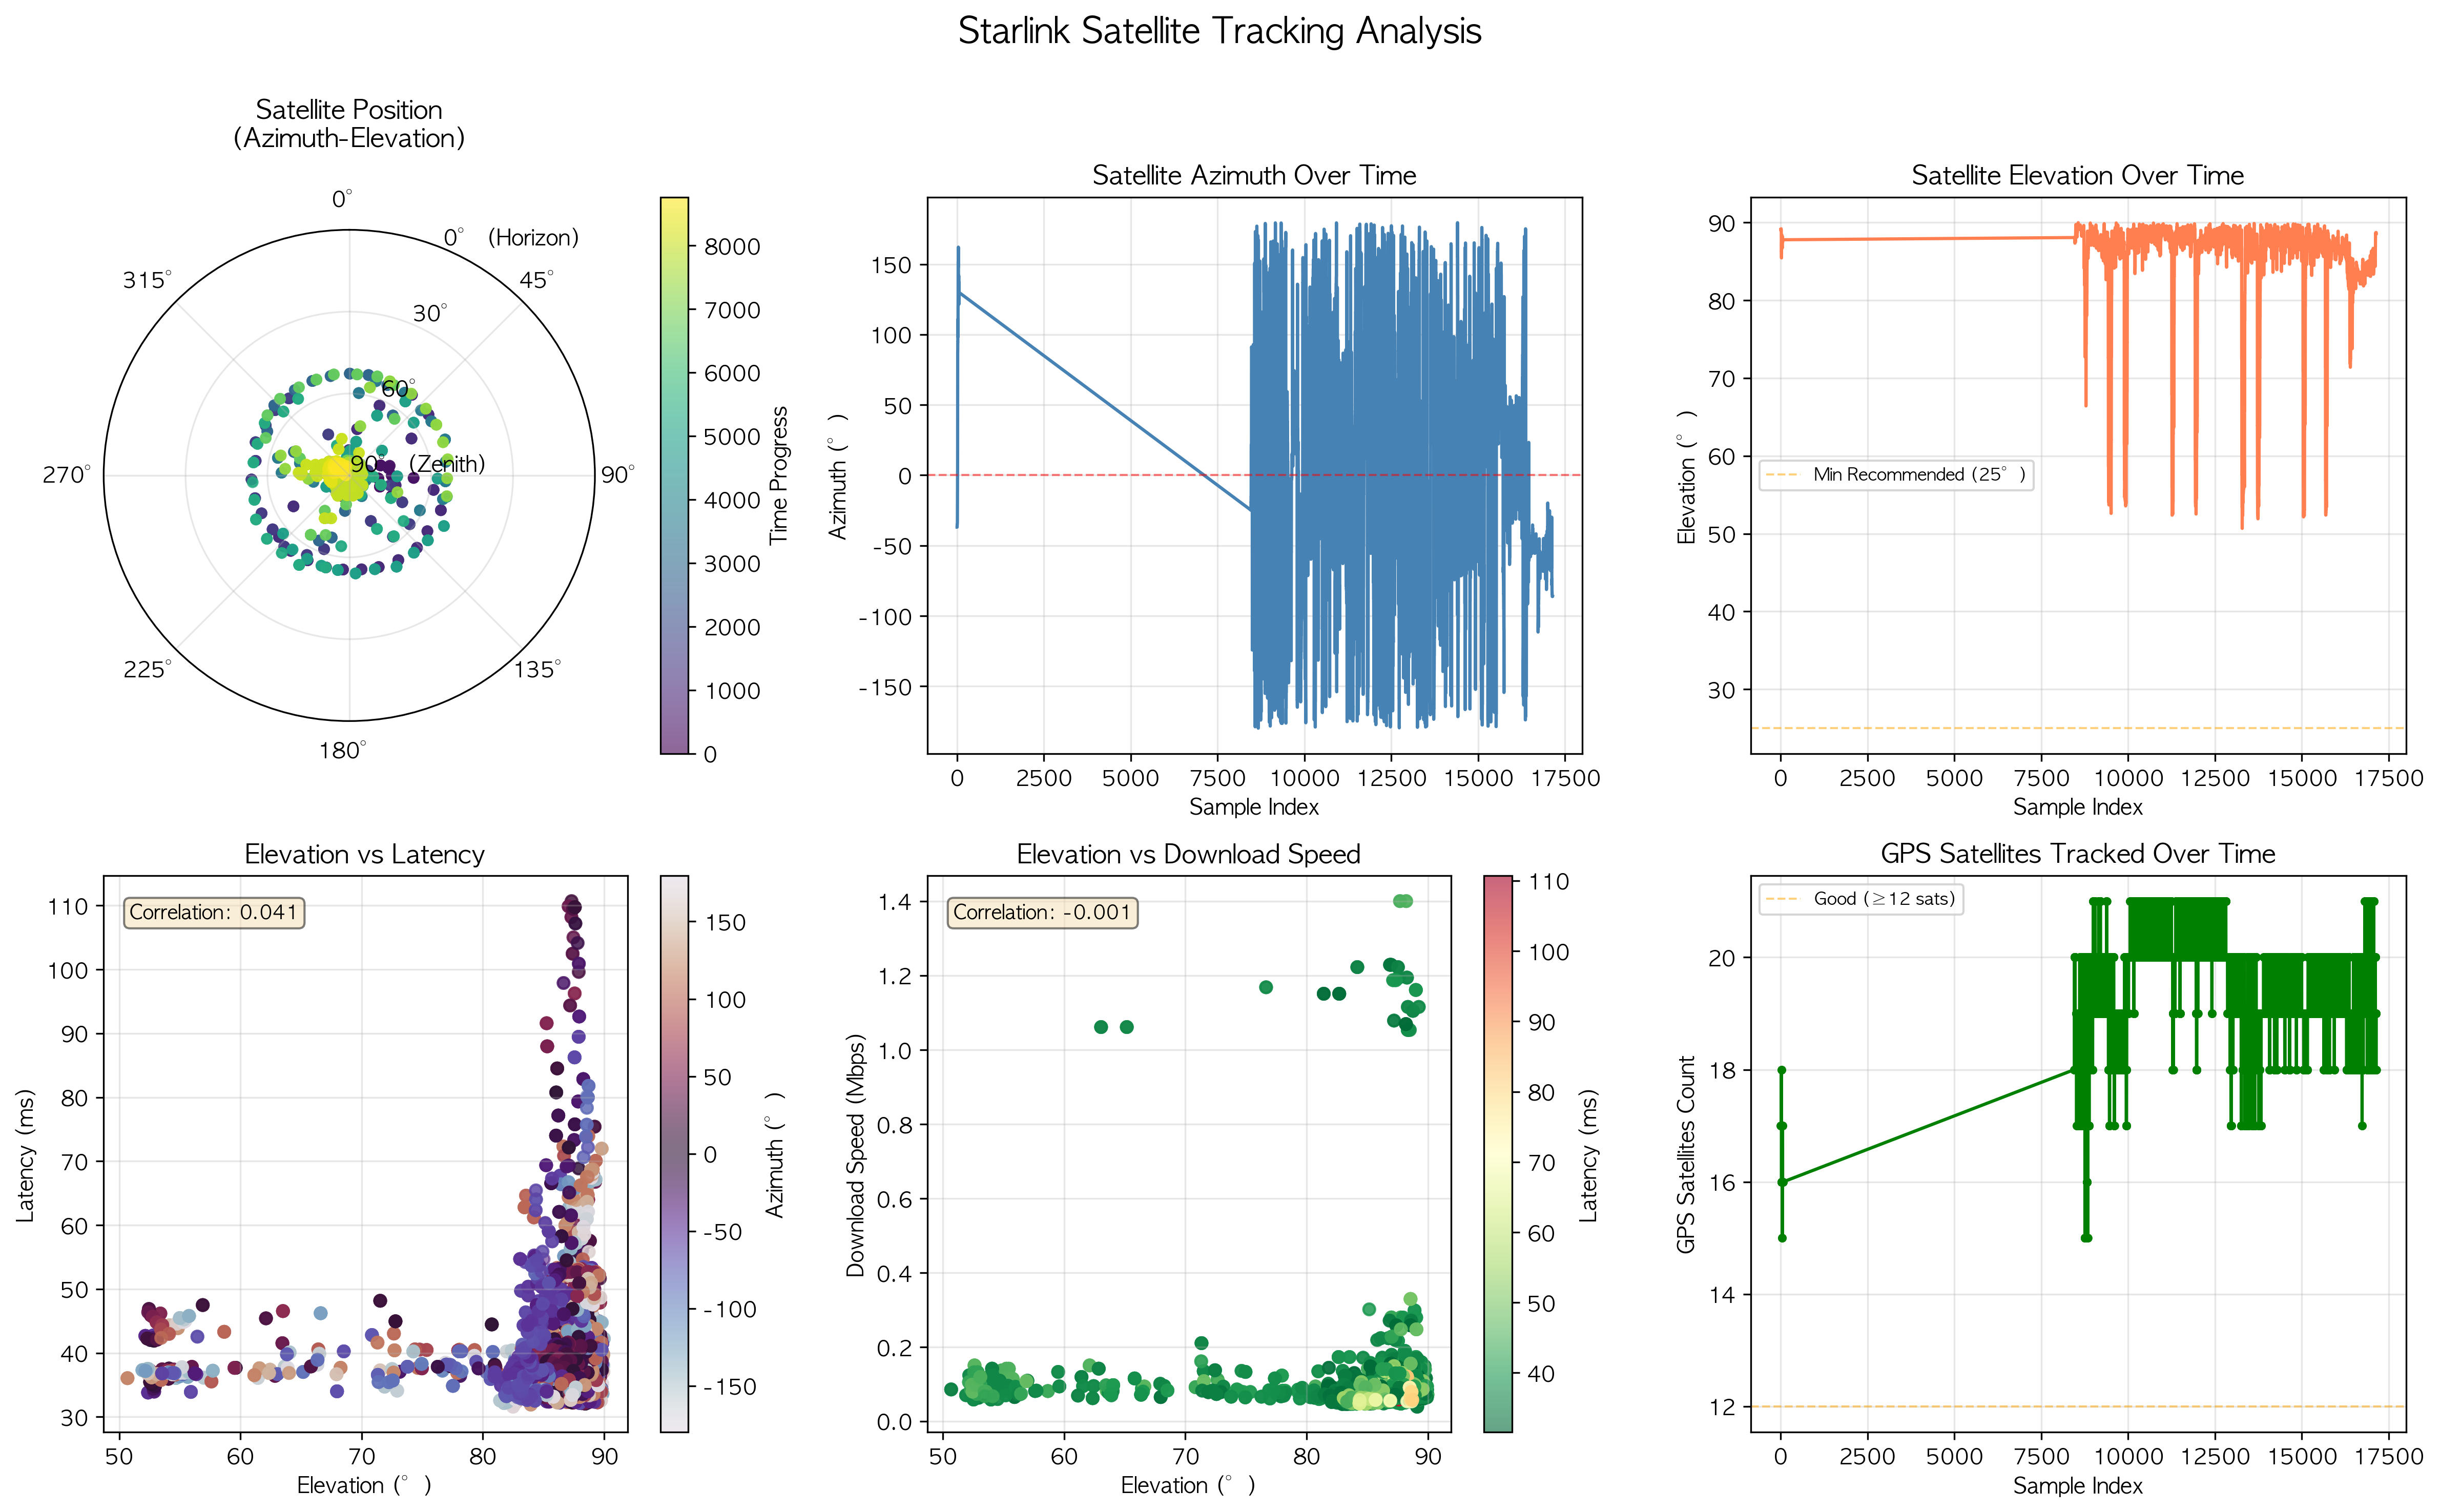 Starlink Satellite Tracking Analysis
Satellite Position
(Azimuth-Elevation)
0°
0° (Horizon)
45°
30°
60°
90° (Zenith)
90°
135°
180°
225°
270°
315°
8000
7000
6000
5000
4000
3000
2000
1000
0
Time Progress
Satellite Azimuth Over Time
150
100
50
0
-50
-100
-150
Azimuth (°)
0 2500 5000 7500 10000 12500 15000 17500
Sample Index
Satellite Elevation Over Time
90
80
70
60
50
40
30
Elevation (°)
Min Recommended (25°)
0 2500 5000 7500 10000 12500 15000 17500
Sample Index
Elevation vs Latency
Correlation: 0.041
110
100
90
80
70
60
50
40
30
Latency (ms)
50 60 70 80 90
Elevation (°)
150
100
50
0
-50
-100
-150
Azimuth (°)
Elevation vs Download Speed
Correlation: -0.001
1.4
1.2
1.0
0.8
0.6
0.4
0.2
0.0
Download Speed (Mbps)
50 60 70 80 90
Elevation (°)
110
100
90
80
70
60
50
40
Latency (ms)
GPS Satellites Tracked Over Time
Good (≥12 sats)
20
18
16
14
12
GPS Satellites Count
0 2500 5000 7500 10000 12500 15000 17500
Sample Index